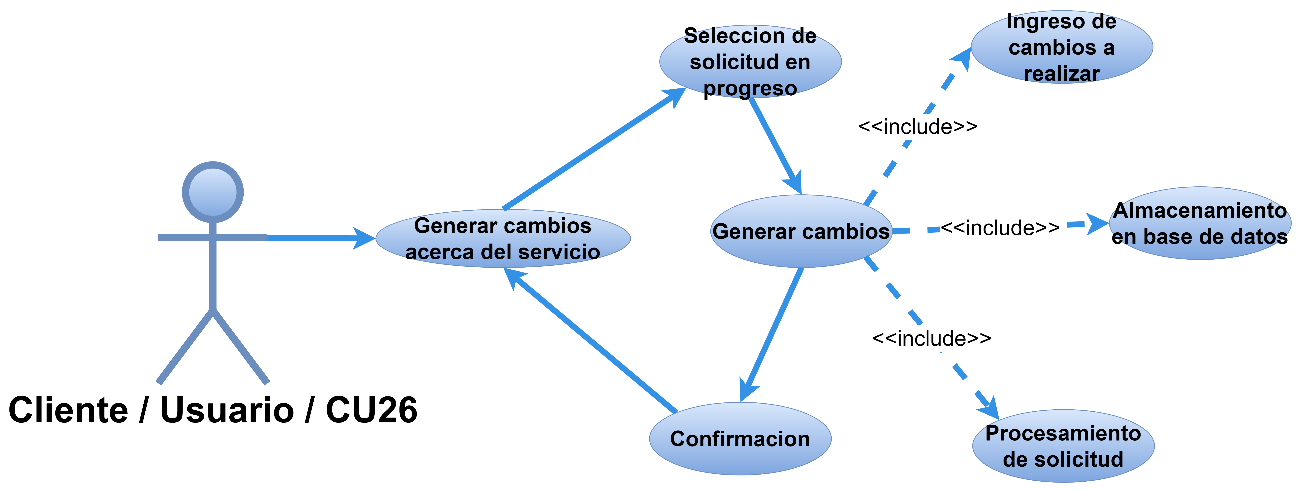 Seleccion de
solicitud en
progreso
Ingreso de
cambios a
realizar
<<include>>
Generar cambios
acerca del servicio
Generar cambios
<<include>>
Almacenamiento
en base de datos
<<include>>
Cliente / Usuario / CU26
Confirmacion
Procesamiento
de solicitud